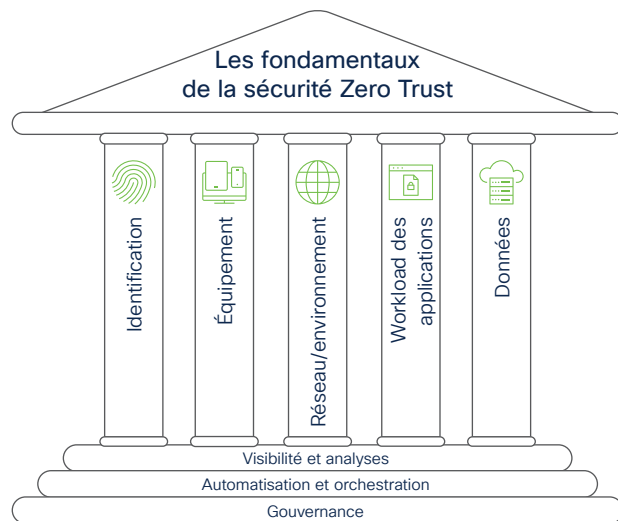 Les fondamentaux
de la sécurité Zero Trust
Identification
Équipement
Réseau/environnement
Workload des
applications
Données
Visibilité et analyses
Automatisation et orchestration
Gouvernance